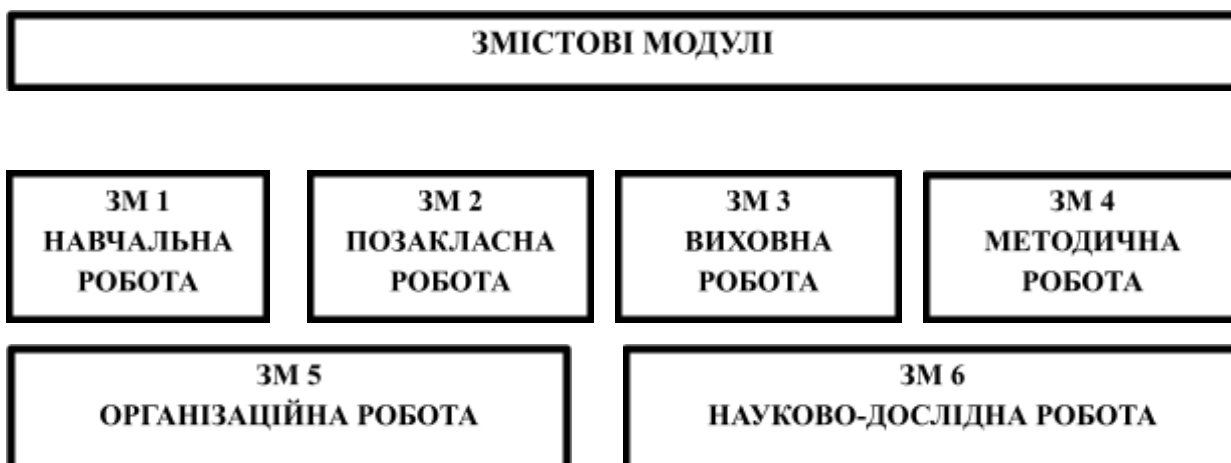 ЗМІСТОВІ МОДУЛІ
ЗМ 1
НАВЧАЛЬНА
РОБОТА
ЗМ 2
ПОЗАКЛАСНА
РОБОТА
ЗМ 3
ВИХОВНА
РОБОТА
ЗМ 4
МЕТОДИЧНА
РОБОТА
ЗМ 5
ОРГАНІЗАЦІЙНА РОБОТА
ЗМ 6
НАУКОВО-ДОСЛІДНА РОБОТА